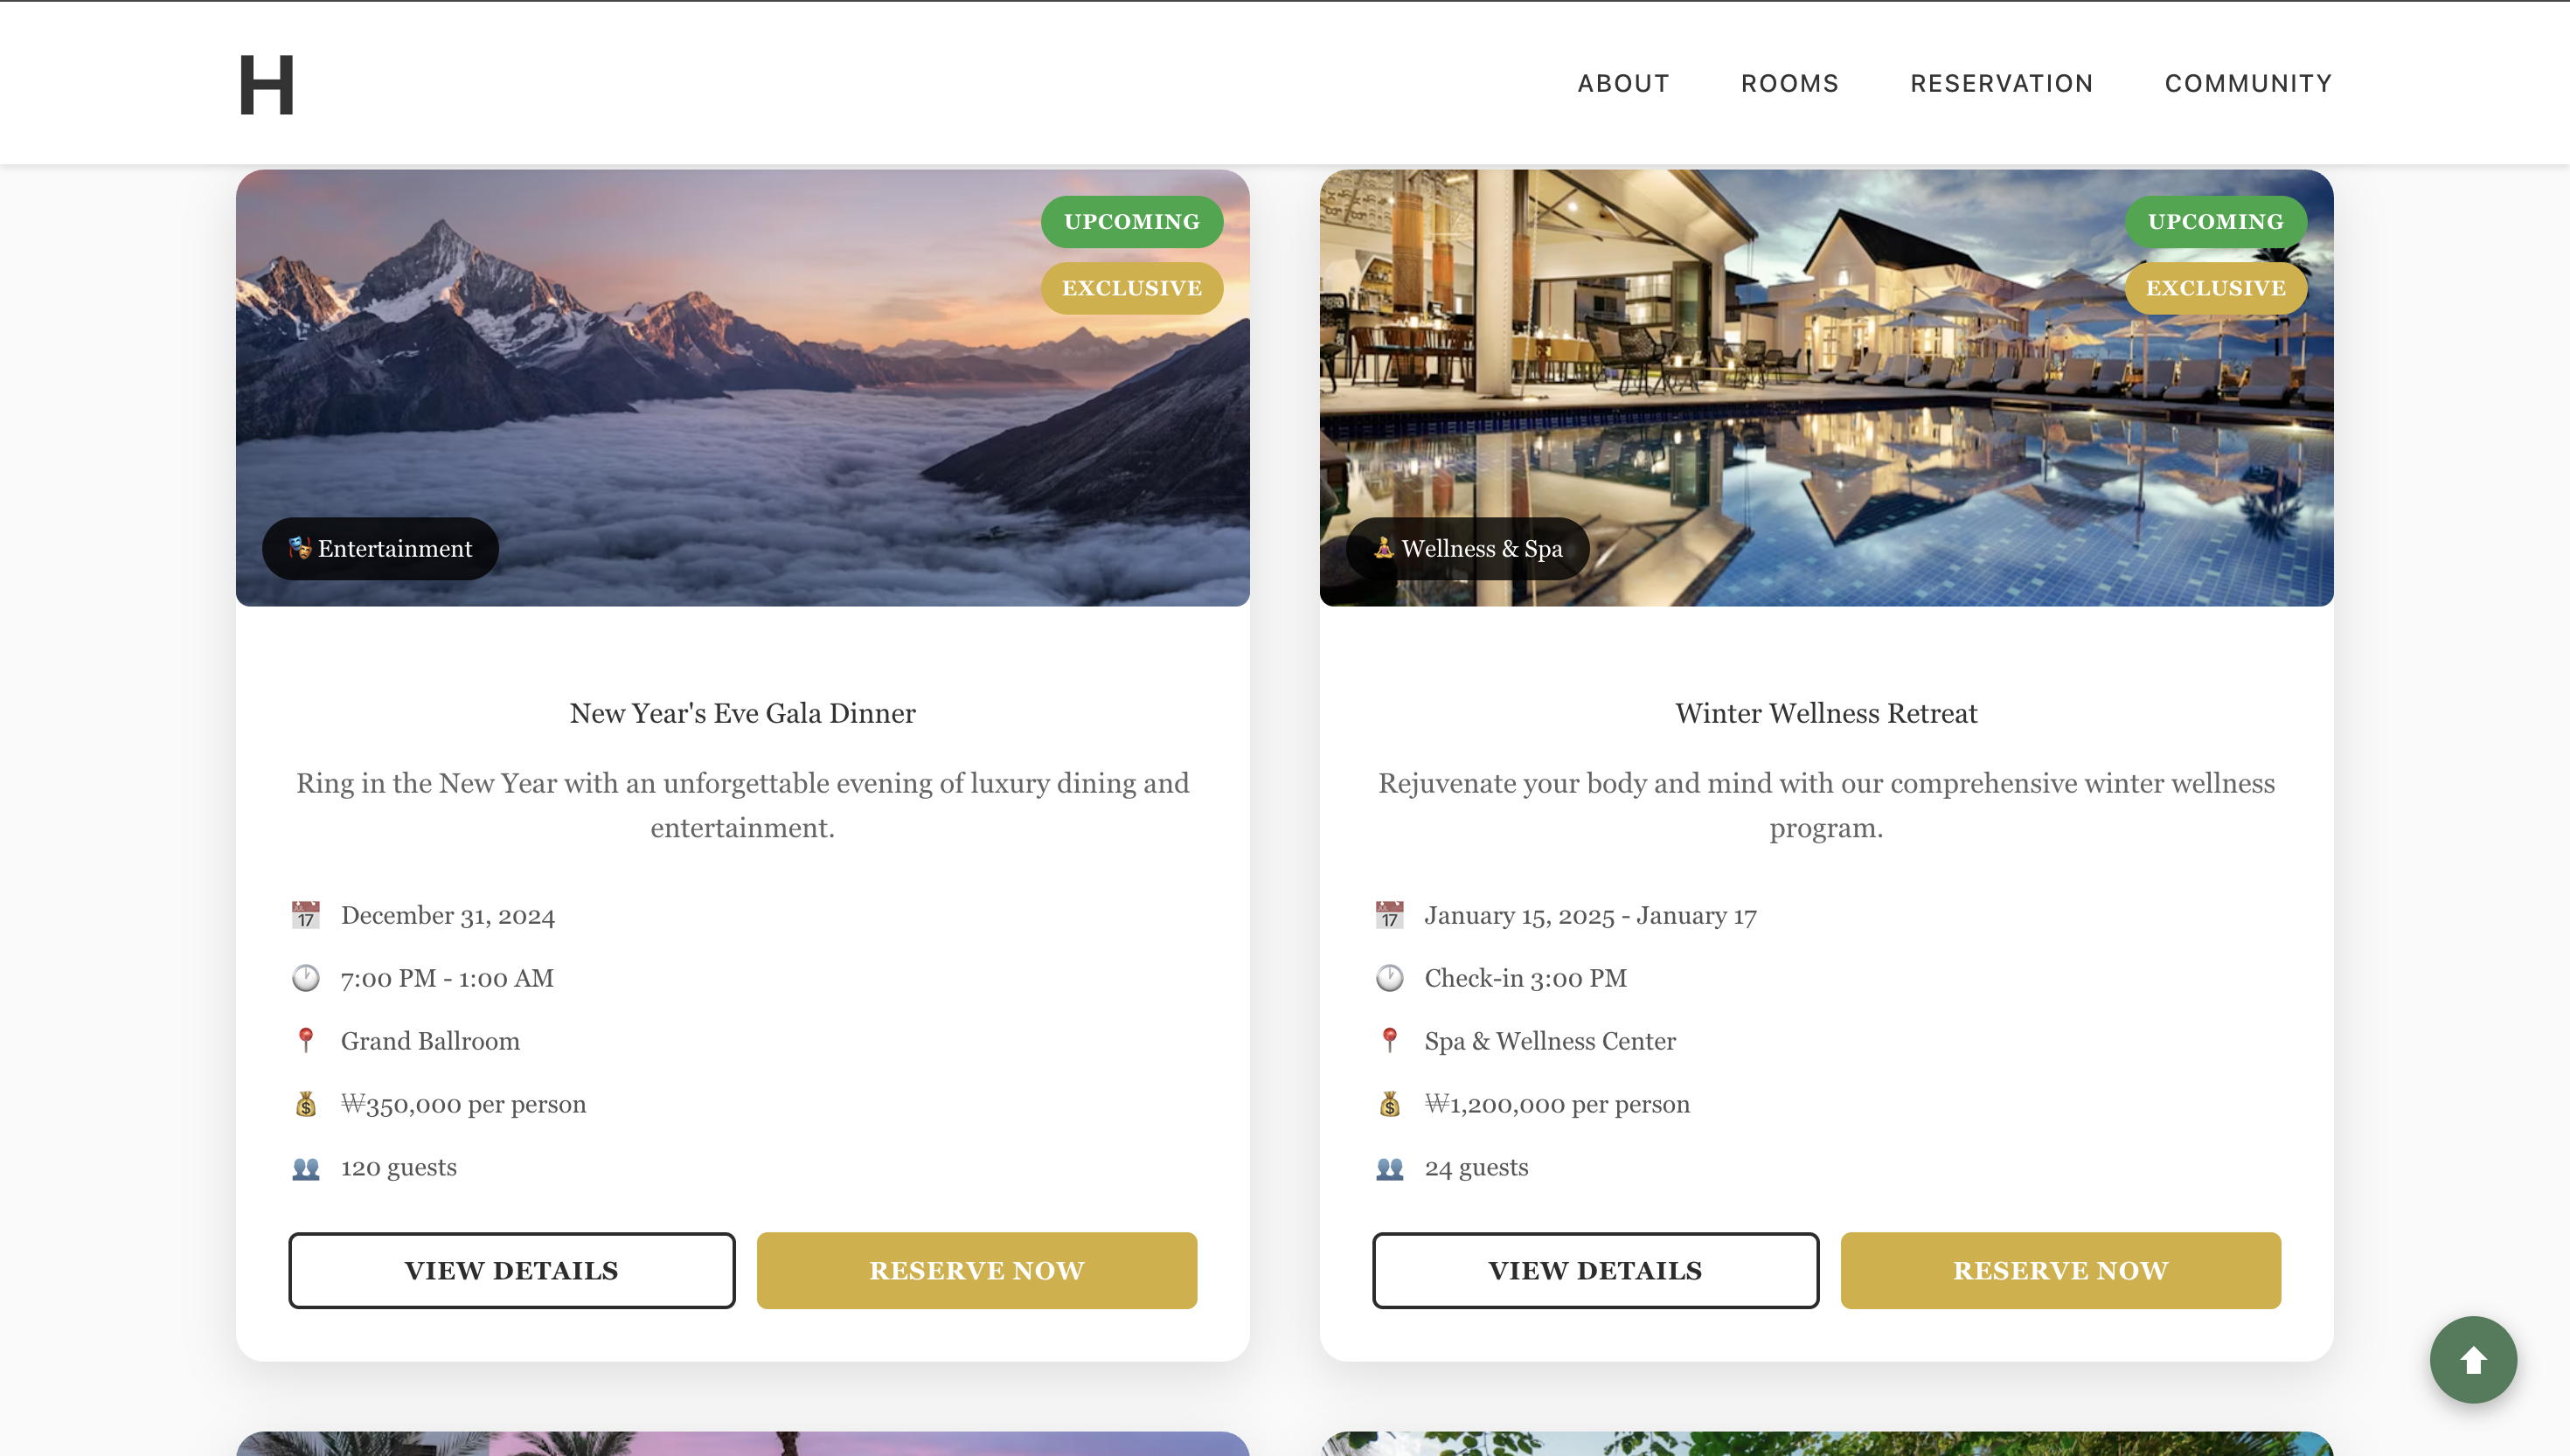 H
ABOUT
ROOMS
RESERVATION
COMMUNITY
UPCOMING
EXCLUSIVE
🎭 Entertainment
New Year's Eve Gala Dinner
Ring in the New Year with an unforgettable evening of luxury dining and
entertainment.
December 31, 2024
7:00 PM - 1:00 AM
Grand Ballroom
₩350,000 per person
120 guests
VIEW DETAILS
RESERVE NOW
UPCOMING
EXCLUSIVE
🧘 Wellness & Spa
Winter Wellness Retreat
Rejuvenate your body and mind with our comprehensive winter wellness
program.
January 15, 2025 - January 17
Check-in 3:00 PM
Spa & Wellness Center
₩1,200,000 per person
24 guests
VIEW DETAILS
RESERVE NOW